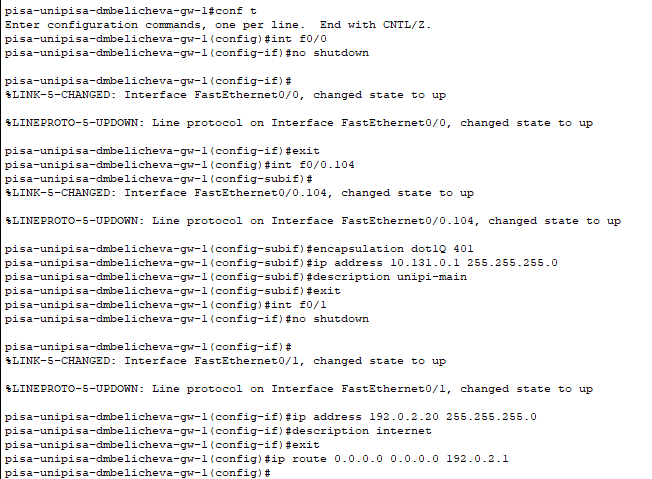 pisa-unipisa-dmbelicheva-gw-1#conf t
Enter configuration commands, one per line.  End with CNTL/Z.
pisa-unipisa-dmbelicheva-gw-1(config)#int f0/0
pisa-unipisa-dmbelicheva-gw-1(config-if)#no shutdown
pisa-unipisa-dmbelicheva-gw-1(config-if)#
%LINK-5-CHANGED: Interface FastEthernet0/0, changed state to up
%LINEPROTO-5-UPDOWN: Line protocol on Interface FastEthernet0/0, changed state to up
pisa-unipisa-dmbelicheva-gw-1(config-if)#exit
pisa-unipisa-dmbelicheva-gw-1(config)#int f0/0.104
pisa-unipisa-dmbelicheva-gw-1(config-subif)#
%LINK-5-CHANGED: Interface FastEthernet0/0.104, changed state to up
%LINEPROTO-5-UPDOWN: Line protocol on Interface FastEthernet0/0.104, changed state to up
pisa-unipisa-dmbelicheva-gw-1(config-subif)#encapsulation dot1Q 401
pisa-unipisa-dmbelicheva-gw-1(config-subif)#ip address 10.131.0.1 255.255.255.0
pisa-unipisa-dmbelicheva-gw-1(config-subif)#description unipi-main
pisa-unipisa-dmbelicheva-gw-1(config-subif)#exit
pisa-unipisa-dmbelicheva-gw-1(config)#int f0/1
pisa-unipisa-dmbelicheva-gw-1(config-if)#no shutdown
pisa-unipisa-dmbelicheva-gw-1(config-if)#
%LINK-5-CHANGED: Interface FastEthernet0/1, changed state to up
%LINEPROTO-5-UPDOWN: Line protocol on Interface FastEthernet0/1, changed state to up
pisa-unipisa-dmbelicheva-gw-1(config-if)#ip address 192.0.2.20 255.255.255.0
pisa-unipisa-dmbelicheva-gw-1(config-if)#description internet
pisa-unipisa-dmbelicheva-gw-1(config-if)#exit
pisa-unipisa-dmbelicheva-gw-1(config)#ip route 0.0.0.0 0.0.0.0 192.0.2.1
pisa-unipisa-dmbelicheva-gw-1(config)#